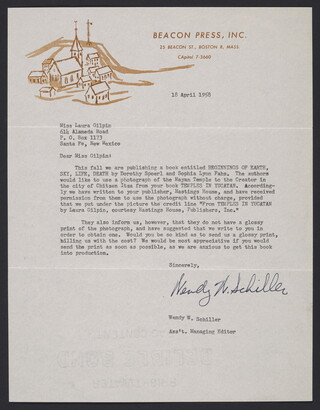 BEACON PRESS, INC.
25 BEACON ST., BOSTON 8, MASS.
CApitol 7-2460
18 April 1958
Miss Laura Gilpin
614 Alameda Road
P. O. Box 1173
Santa Fe, New Mexico
Dear Miss Gilpin:
This fall we are publishing a book entitled BEGINNINGS OF EARTH,
SKY, LIFE, DEATH by Dorothy Spoerl and Sophia Lyon Fahs. The authors
would like to use a photograph of the Mayan Temple to the Creator in
the city of Chitzen Itza from your book TEMPLES IN YUCATAN. According-
ly we have written to your publisher, Hastings House, and have received
permission from them to use the photograph without charge, provided
that we put under the picture the credit line "From TEMPLES IN YUCATAN
by Laura Gilpin, courtesy Hastings House, Publishers, Inc."
They also inform us, however, that they do not have a glossy
print of the photograph, and have suggested that we write to you in
order to obtain one. Would you be so kind as to send us a glossy print,
billing us with the cost? We would be most appreciative if you would
send the print as soon as possible, as we are anxious to get this book
into production.
Sincerely,
Wendy W. Schiller
Wendy W. Schiller
Ass't. Managing Editor